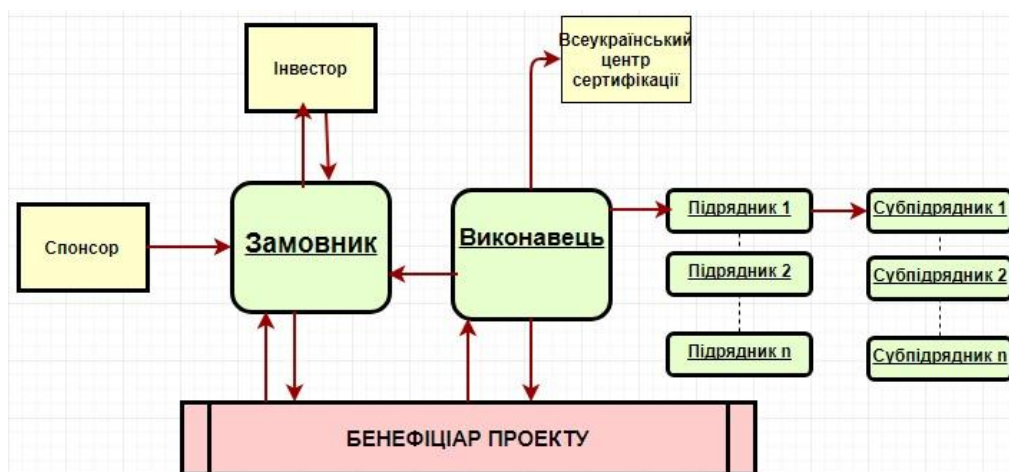 Інвестор
Всеукраїнський
центр
сертифікації
Спонсор
Замовник
Виконавець
Підрядник 1
Субпідрядник 1
Підрядник 2
Субпідрядник 2
Підрядник n
Субпідрядник n
БЕНЕФІЦІАР ПРОЕКТУ